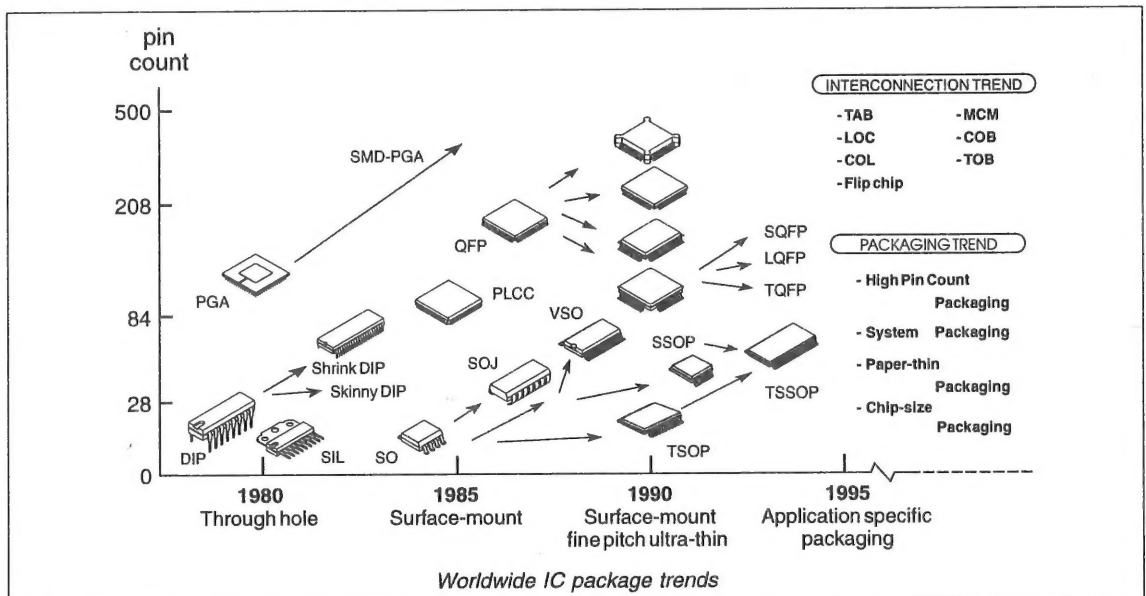 pin
count
500
208
84
28
0
SMD-PGA
PGA
QFP
PLCC
VSO
SOJ
SSOP
Shrink DIP
Skinny DIP
DIP
SIL
SO
TSOP
TSSOP
SQFP
LQFP
TQFP
INTERCONNECTION TREND
- TAB - MCM
- LOC - COB
- COL - TOB
- Flip chip
PACKAGING TREND
- High Pin Count
Packaging
- System Packaging
- Paper-thin
Packaging
- Chip-size
Packaging
1980 1985 1990 1995
Through hole Surface-mount Surface-mount Application specific
fine pitch ultra-thin packaging
Worldwide IC package trends